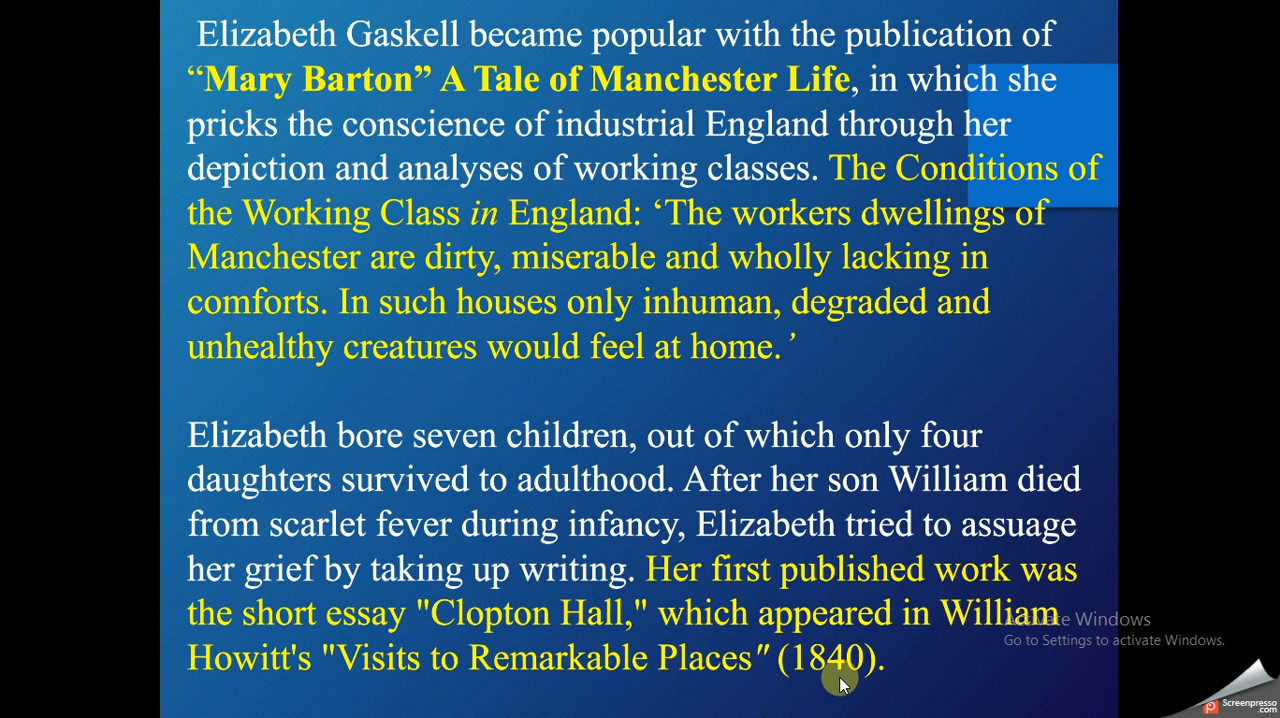 Elizabeth Gaskell became popular with the publication of
“Mary Barton” A Tale of Manchester Life, in which she
pricks the conscience of industrial England through her
depiction and analyses of working classes. The Conditions of
the Working Class in England: ‘The workers dwellings of
Manchester are dirty, miserable and wholly lacking in
comforts. In such houses only inhuman, degraded and
unhealthy creatures would feel at home.’
Elizabeth bore seven children, out of which only four
daughters survived to adulthood. After her son William died
from scarlet fever during infancy, Elizabeth tried to assuage
her grief by taking up writing. Her first published work was
the short essay "Clopton Hall," which appeared in William
Howitt's "Visits to Remarkable Places" (1840).
Activate Windows
Go to Settings to activate Windows.
Screenpresso
.com